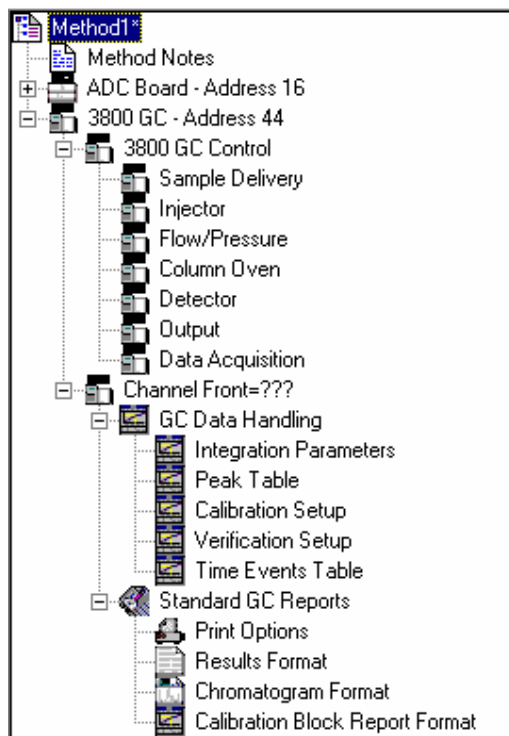 Method1*
Method Notes
ADC Board - Address 16
3800 GC - Address 44
3800 GC Control
Sample Delivery
Injector
Flow/Pressure
Column Oven
Detector
Output
Data Acquisition
Channel Front=???
GC Data Handling
Integration Parameters
Peak Table
Calibration Setup
Verification Setup
Time Events Table
Standard GC Reports
Print Options
Results Format
Chromatogram Format
Calibration Block Report Format